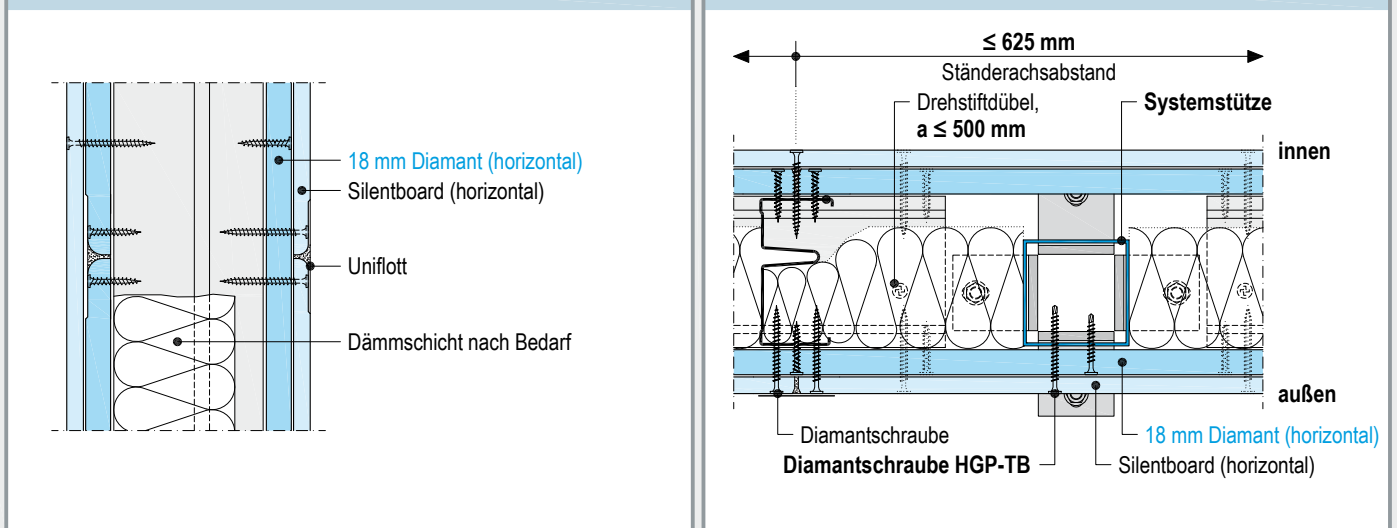 18 mm Diamant (horizontal)
Silentboard (horizontal)
Uniflott
Dämmschicht nach Bedarf
≤ 625 mm
Ständerachsabstand
Drehstiftdübel,
a ≤ 500 mm
Systemstütze
innen
außen
Diamantschraube
Diamantschraube HGP-TB
18 mm Diamant (horizontal)
Silentboard (horizontal)